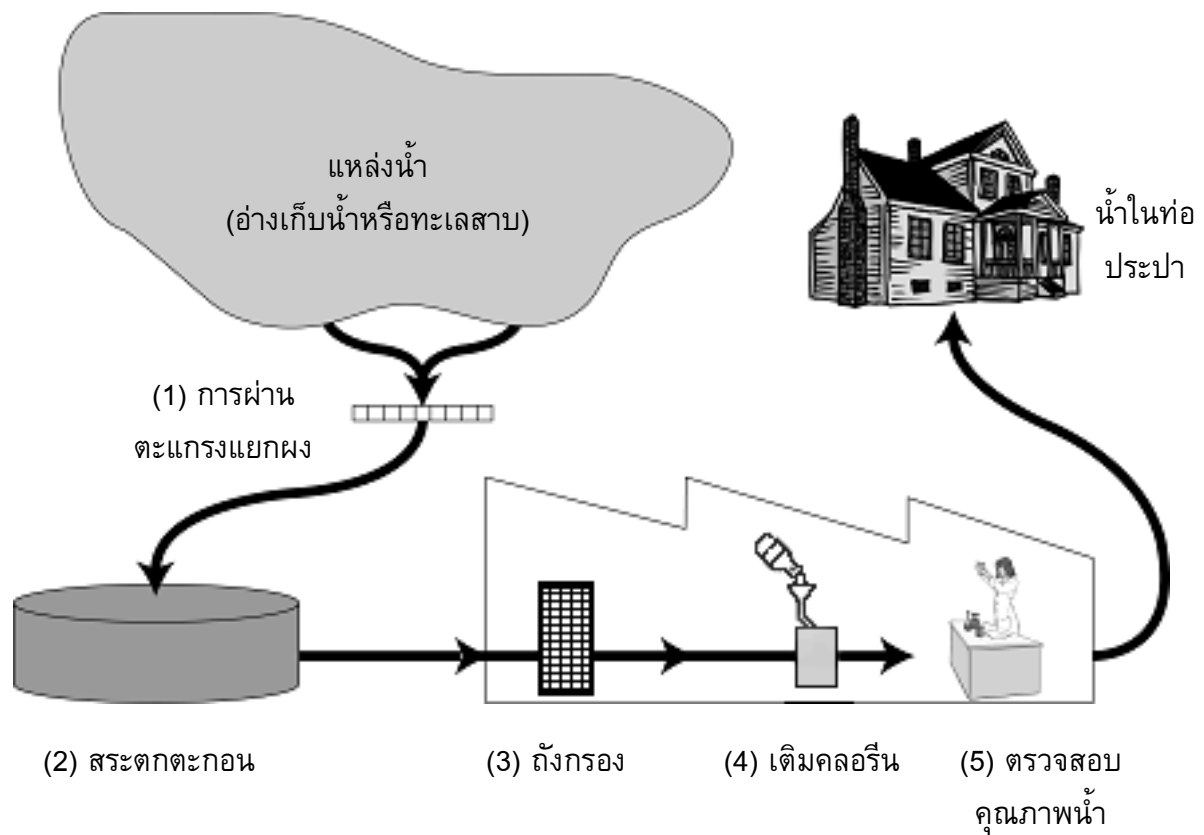 แหล่งน้ำ
(อ่างเก็บน้ำหรือทะเลสาบ)
น้ำในท่อ
ประปา
(1) การผ่าน
ตะแกรงแยกผง
(2) สระตกตะกอน
(3) ถังกรอง
(4) เติมคลอรีน
(5) ตรวจสอบ
คุณภาพน้ำ